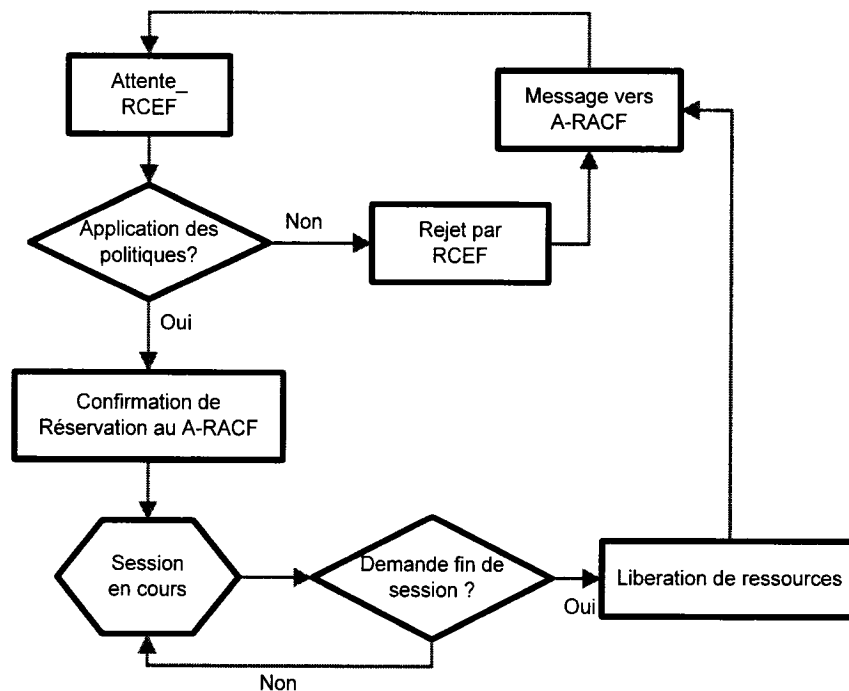 Attente_
RCEF
Message vers
A-RACF
Application des
politiques?
Non
Rejet par
RCEF
Oui
Confirmation de
Réservation au A-RACF
Session
en cours
Demande fin de
session ?
Oui
Liberation de ressources
Non